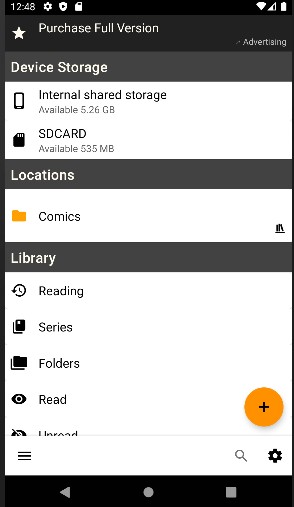 12:48
Purchase Full Version
Advertising
Device Storage
Internal shared storage
Available 5.26 GB
SDCARD
Available 535 MB
Locations
Comics
Library
Reading
Series
Folders
Read
Unread